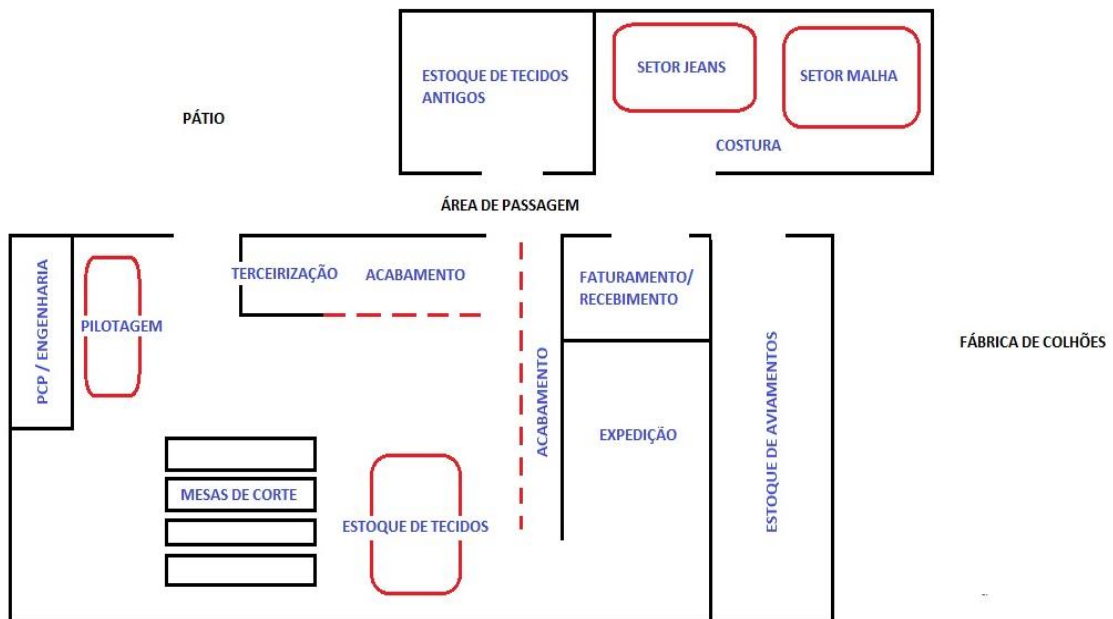 ESTOQUE DE TECIDOS
ANTIGOS
SETOR JEANS
SETOR MALHA
PÁTIO
COSTURA
ÁREA DE PASSAGEM
PCP / ENGENHARIA
PILOTAGEM
TERCEIRIZAÇÃO
ACABAMENTO
ACABAMENTO
FATURAMENTO/
RECEBIMENTO
EXPEDIÇÃO
ESTOQUE DE AVIAMENTOS
FÁBRICA DE COLHÕES
MESAS DE CORTE
ESTOQUE DE TECIDOS